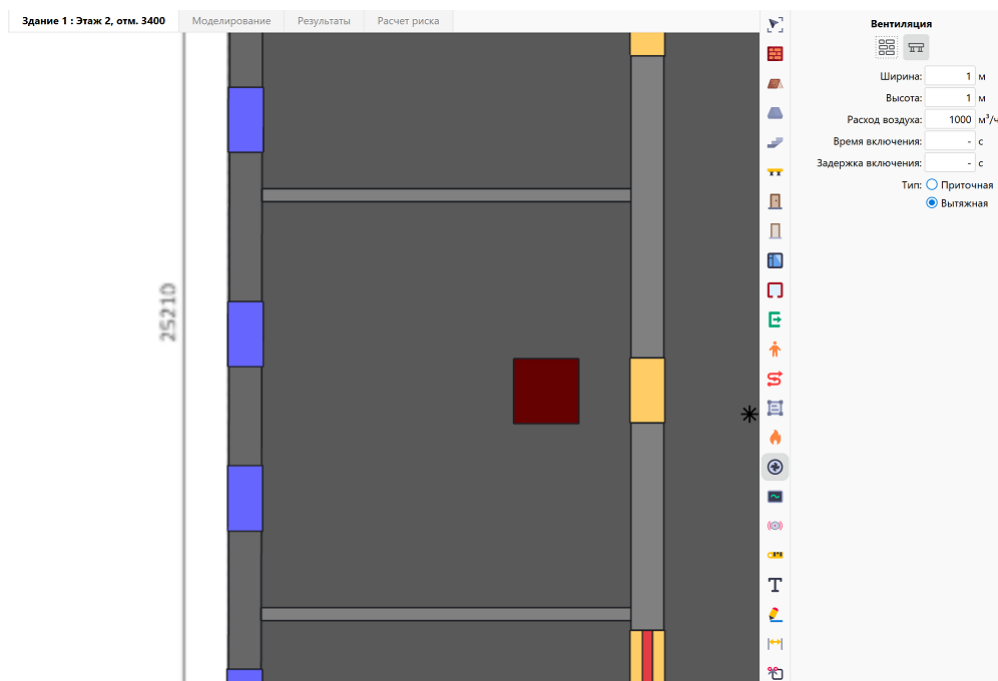 Здание 1 : Этаж 2, отм. 3400
Моделирование
Результаты
Расчет риска
25210
Вентиляция
Ширина: 1 м
Высота: 1 м
Расход воздуха: 1000 м³/ч
Время включения: - с
Задержка включения: - с
Тип: Приточная
Вытяжная
T